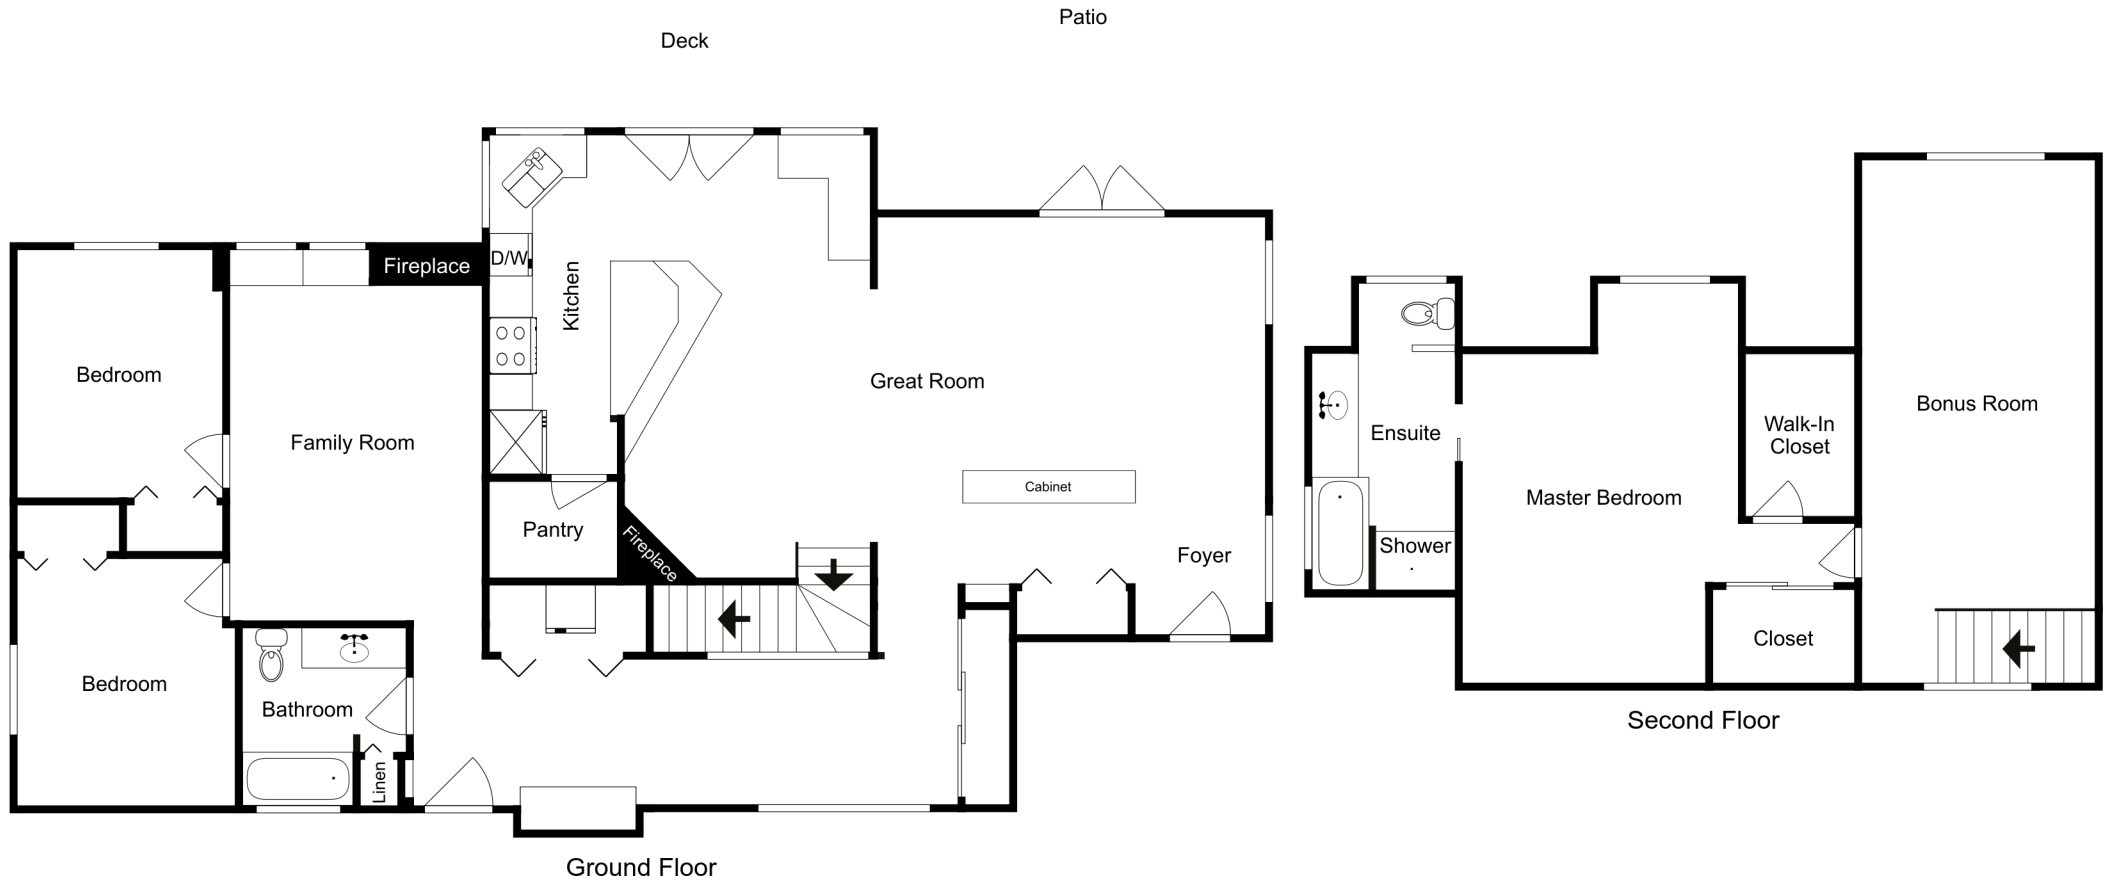 Patio
Deck
Fireplace
D/W
Kitchen
Bedroom
Family Room
Great Room
Cabinet
Pantry
Fireplace
Foyer
Bedroom
Bathroom
Linen
Ground Floor
Bonus Room
Walk-In
Closet
Ensuite
Master Bedroom
Shower
Closet
Second Floor